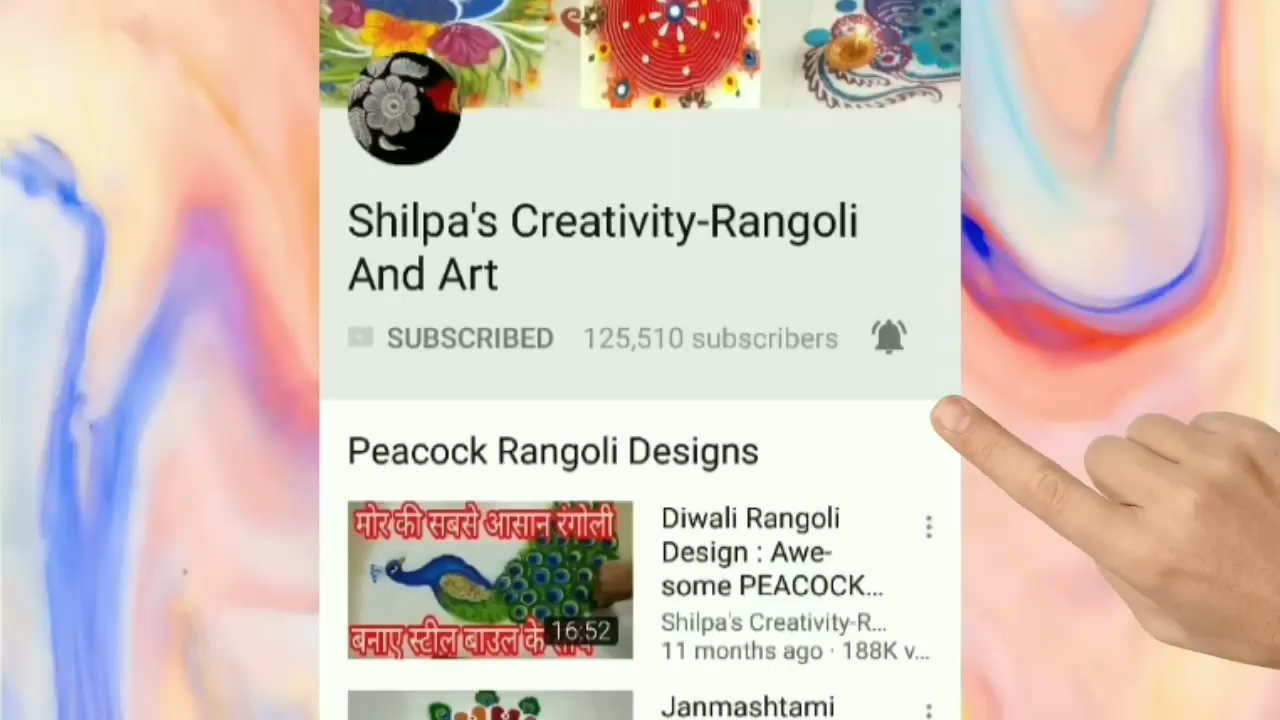 Shilpa's Creativity-Rangoli
And Art
SUBSCRIBED 125,510 subscribers
Peacock Rangoli Designs
मोर की सबसे आसान रंगोली
बनाए स्टील बाउल के साथ
16:52
Diwali Rangoli
Design : Awe-
some PEACOCK...
Shilpa's Creativity-R...
11 months ago · 188K v...
Janmashtami